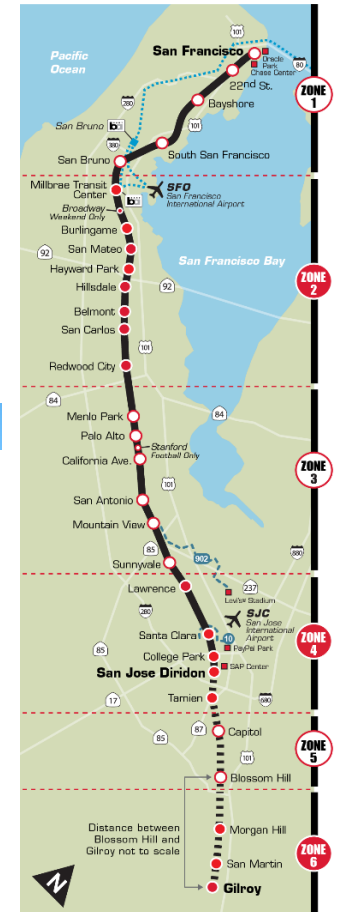 Pacific
Ocean
San Francisco
101
Oracle
Park
Chase Center
80
22nd St.
ZONE
1
280
Bayshore
San Bruno
101
380
South San Francisco
San Bruno
Millbrae Transit
Center
SFO
San Francisco
International Airport
Broadway
Weekend Only
Burlingame
San Mateo
92
San Francisco Bay
Hayward Park
ZONE
2
Hillsdale
92
Belmont
San Carlos
101
Redwood City
84
Menlo Park
84
Palo Alto
Stanford
Football Only
California Ave.
ZONE
3
101
San Antonio
Mountain View
85
902
880
Sunnyvale
Lawrence
237
Levi's Stadium
280
SJC
San Jose
International
Airport
Santa Clara
10
PayPal Park
ZONE
4
85
College Park
SAP Center
San Jose Diridon
17
Tamien
680
87
Capitol
85
101
ZONE
5
Blossom Hill
Distance between
Blossom Hill and
Gilroy not to scale
Morgan Hill
ZONE
6
San Martin
Gilroy
N